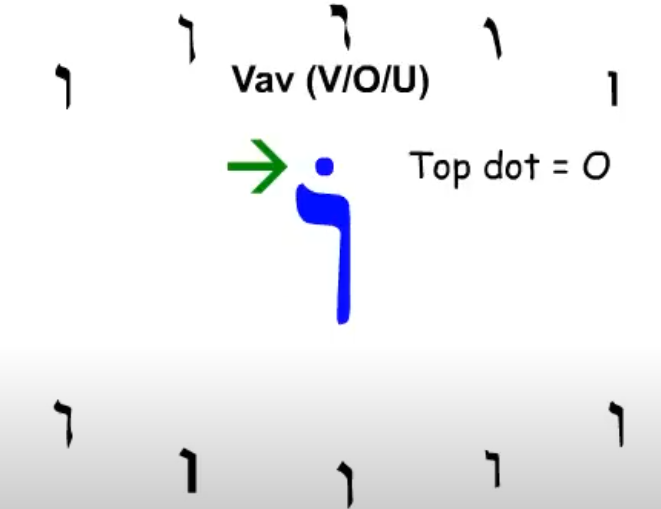 ו ו ו ו ו
Vav (V/O/U)
וֹ Top dot = O
ו ו ו ו ו